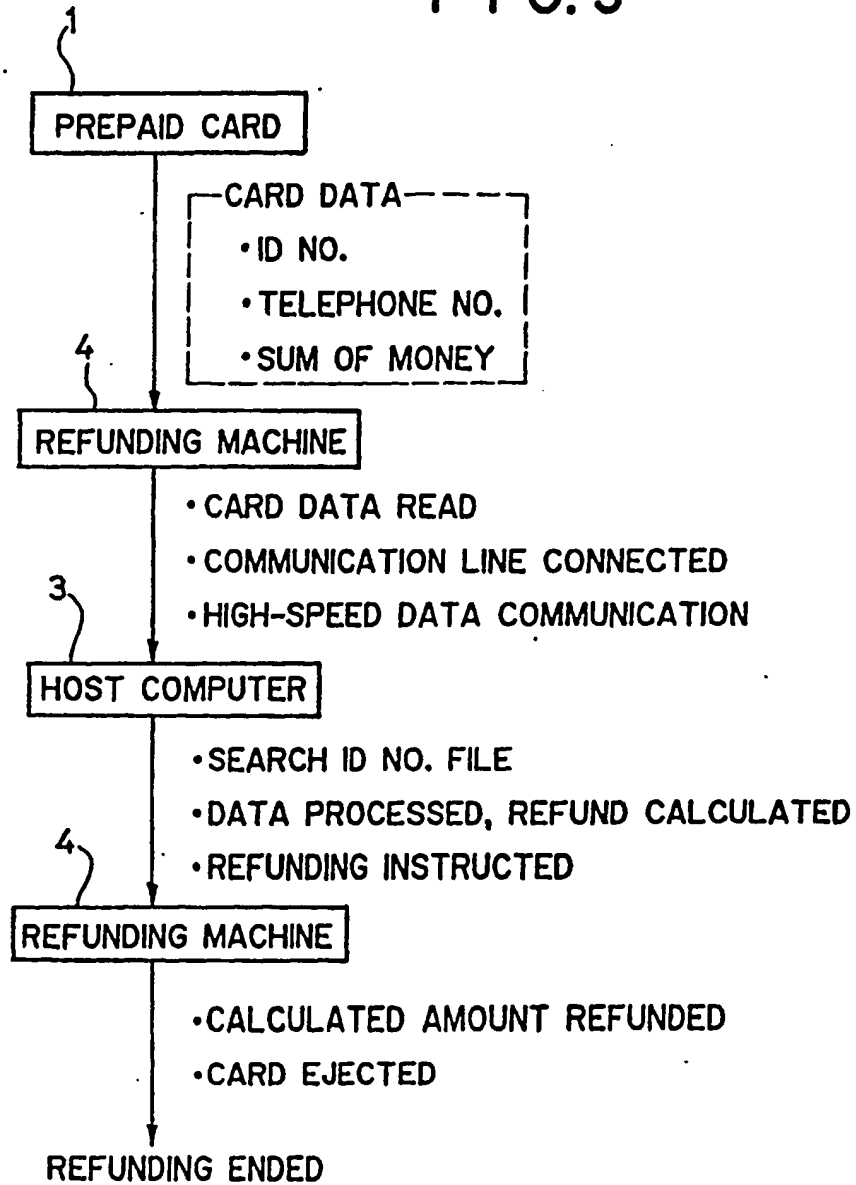 1
PREPAID CARD
CARD DATA
•ID NO.
•TELEPHONE NO.
•SUM OF MONEY
4
REFUNDING MACHINE
•CARD DATA READ
•COMMUNICATION LINE CONNECTED
•HIGH-SPEED DATA COMMUNICATION
3
HOST COMPUTER
•SEARCH ID NO. FILE
•DATA PROCESSED, REFUND CALCULATED
•REFUNDING INSTRUCTED
4
REFUNDING MACHINE
•CALCULATED AMOUNT REFUNDED
•CARD EJECTED
REFUNDING ENDED